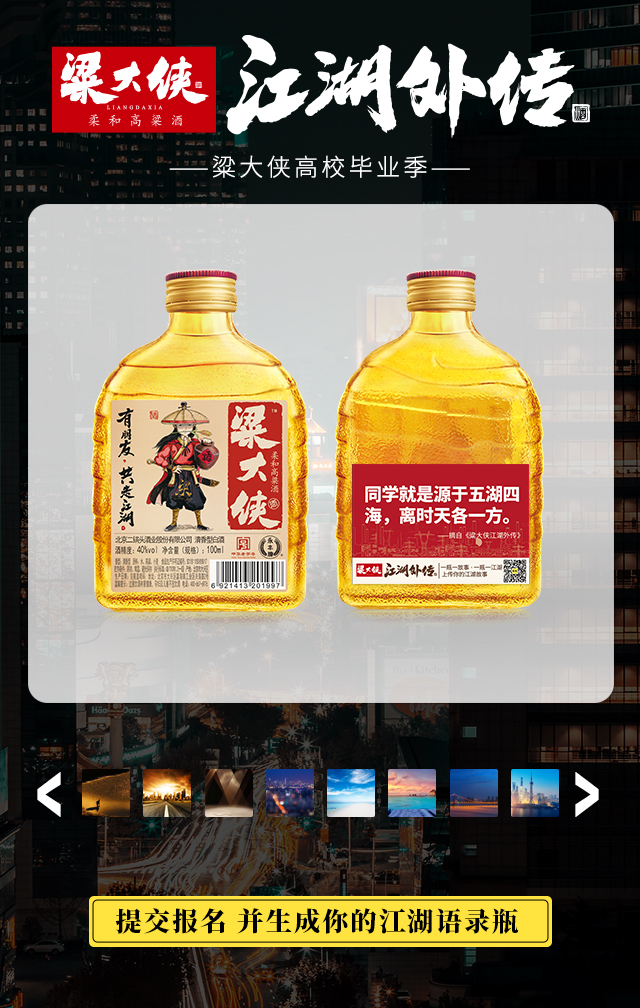 梁大侠
LIANGDAXIA
柔和高粱酒
江湖外传
梁大侠高校毕业季
有朋友，共走江湖
梁大侠
TM
柔和高粱酒
北京二锅头酒业股份有限公司 清香型白酒
酒精度：40%vol 净含量（规格）：100ml
永丰牌
6 921413 201997
同学就是源于五湖四
海，离时天各一方。
—摘自《梁大侠江湖外传》
梁大侠
江湖外传
一瓶一故事·一瓶一江湖
上传你的江湖故事
提交报名 并生成你的江湖语录瓶